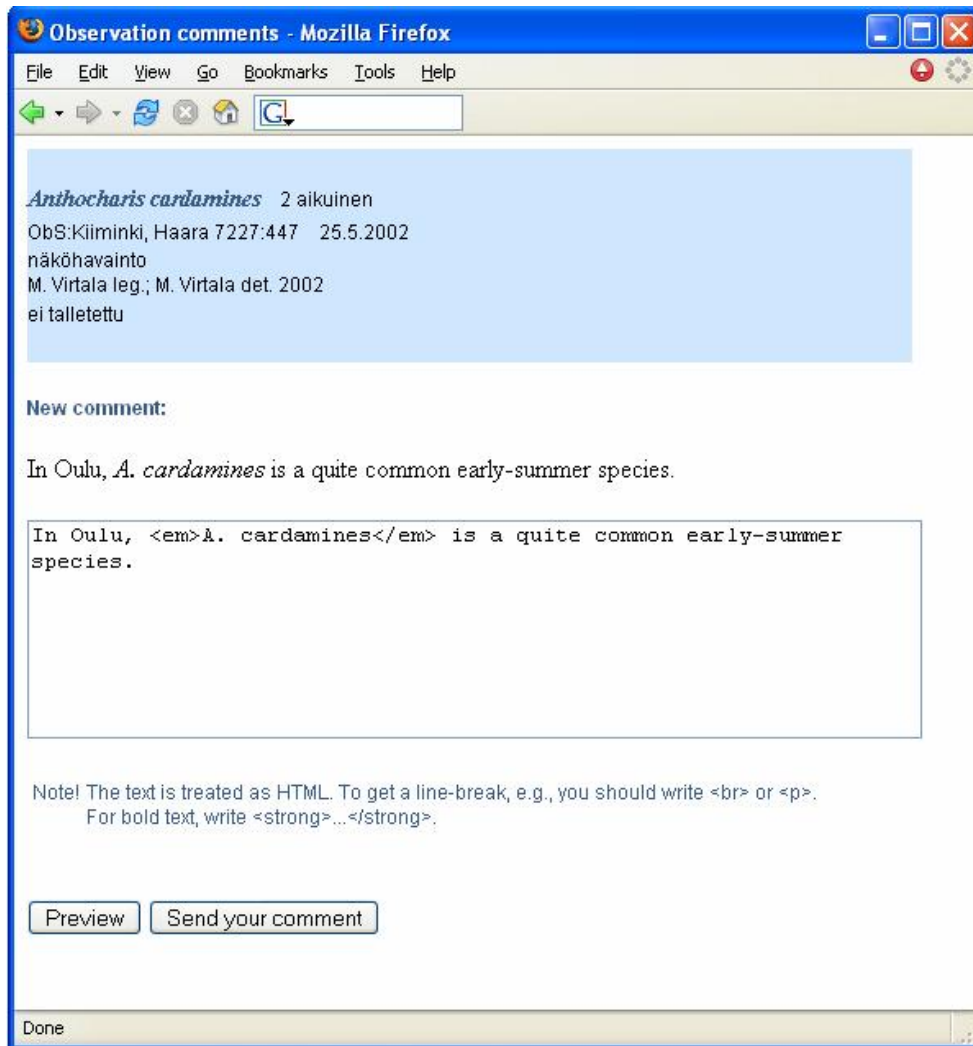 Observation comments - Mozilla Firefox
File Edit View Go Bookmarks Tools Help
G
Anthocharis cardamines 2 aikuinen
ObS:Kiiminki, Haara 7227:447 25.5.2002
näköhavainto
M. Virtala leg.; M. Virtala det. 2002
ei talletettu
New comment:
In Oulu, A. cardamines is a quite common early-summer species.
In Oulu, <em>A. cardamines</em> is a quite common early-summer
species.
Note! The text is treated as HTML. To get a line-break, e.g., you should write <br> or <p>.
For bold text, write <strong>...</strong>.
Preview Send your comment
Done